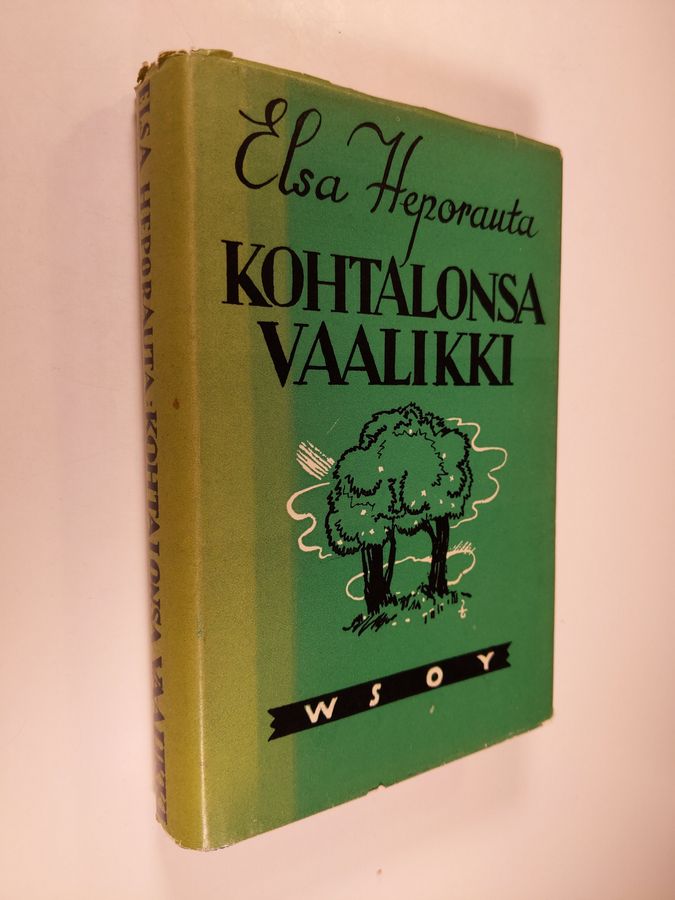 Elsa Heporauta
KOHTALONSA
VAALIKKI
WSOY
ELSA HEPORAUTA: KOHTALONSA VAALIKKI